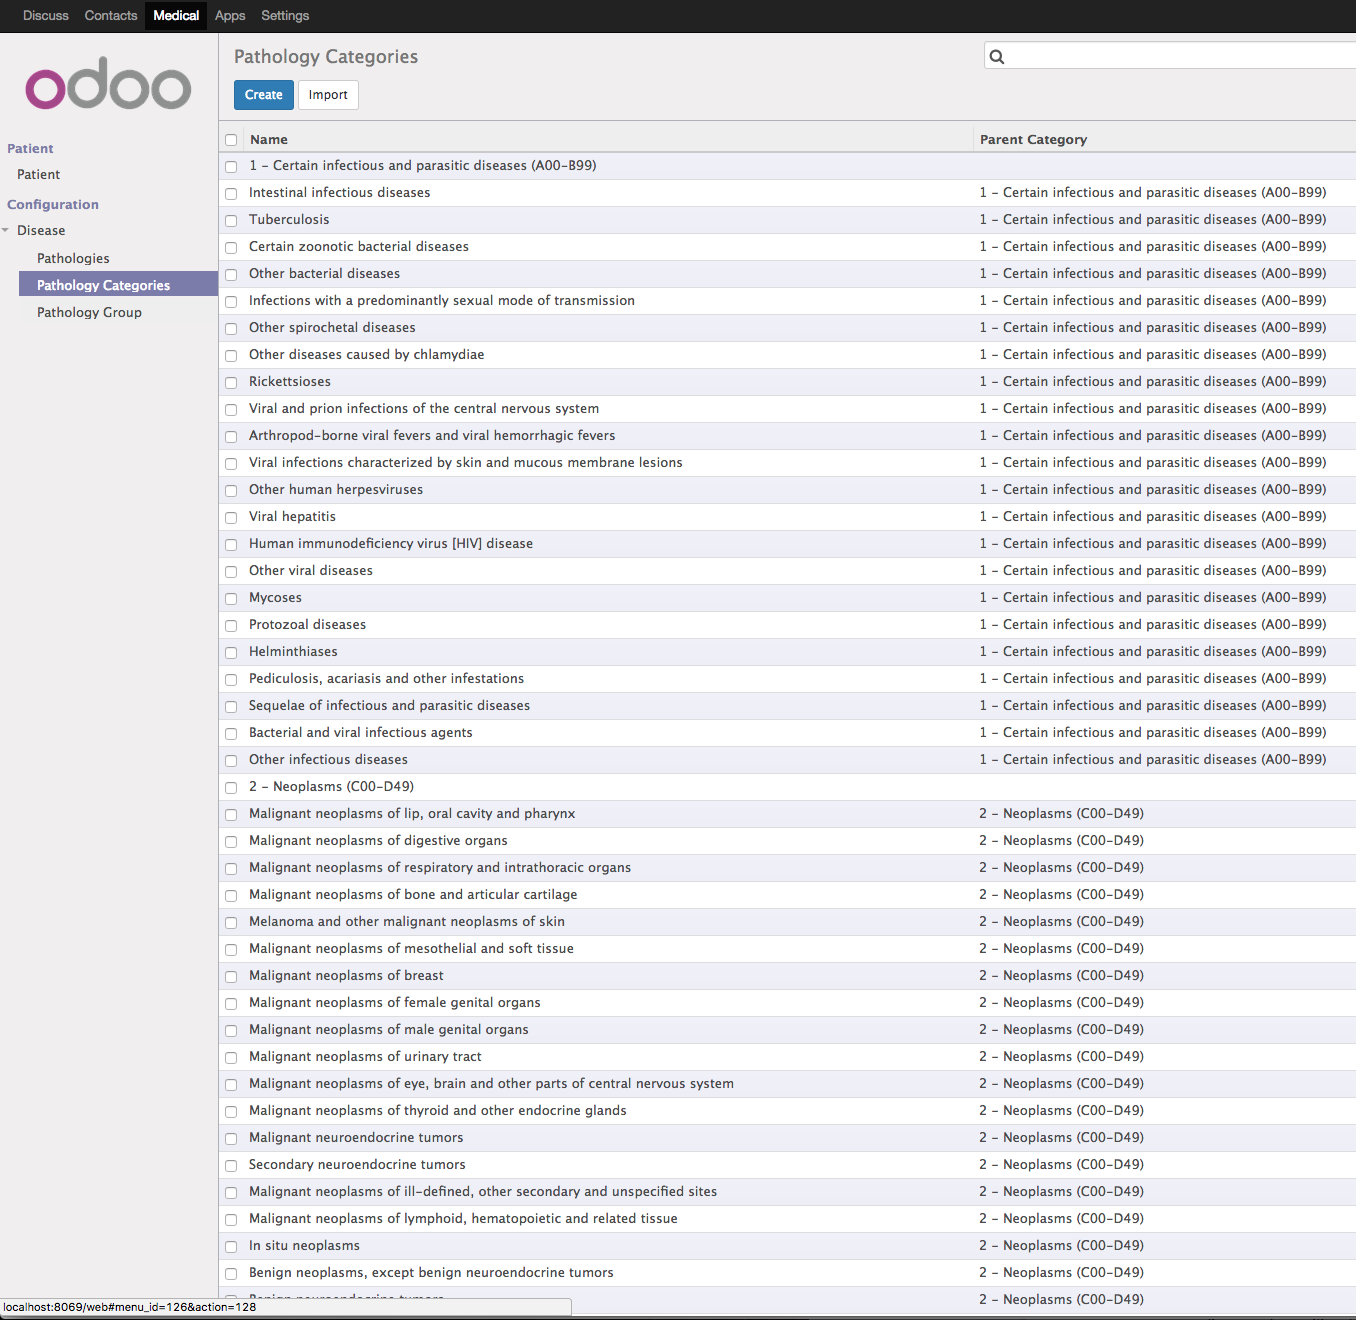 Discuss Contacts Medical Apps Settings
odoo
Patient
Patient
Configuration
Disease
Pathologies
Pathology Categories
Pathology Group
Pathology Categories
Create Import
Name Parent Category
1 - Certain infectious and parasitic diseases (A00-B99)
Intestinal infectious diseases 1 - Certain infectious and parasitic diseases (A00-B99)
Tuberculosis 1 - Certain infectious and parasitic diseases (A00-B99)
Certain zoonotic bacterial diseases 1 - Certain infectious and parasitic diseases (A00-B99)
Other bacterial diseases 1 - Certain infectious and parasitic diseases (A00-B99)
Infections with a predominantly sexual mode of transmission 1 - Certain infectious and parasitic diseases (A00-B99)
Other spirochetal diseases 1 - Certain infectious and parasitic diseases (A00-B99)
Other diseases caused by chlamydiae 1 - Certain infectious and parasitic diseases (A00-B99)
Rickettsioses 1 - Certain infectious and parasitic diseases (A00-B99)
Viral and prion infections of the central nervous system 1 - Certain infectious and parasitic diseases (A00-B99)
Arthropod-borne viral fevers and viral hemorrhagic fevers 1 - Certain infectious and parasitic diseases (A00-B99)
Viral infections characterized by skin and mucous membrane lesions 1 - Certain infectious and parasitic diseases (A00-B99)
Other human herpesviruses 1 - Certain infectious and parasitic diseases (A00-B99)
Viral hepatitis 1 - Certain infectious and parasitic diseases (A00-B99)
Human immunodeficiency virus [HIV] disease 1 - Certain infectious and parasitic diseases (A00-B99)
Other viral diseases 1 - Certain infectious and parasitic diseases (A00-B99)
Mycoses 1 - Certain infectious and parasitic diseases (A00-B99)
Protozoal diseases 1 - Certain infectious and parasitic diseases (A00-B99)
Helminthiases 1 - Certain infectious and parasitic diseases (A00-B99)
Pediculosis, acariasis and other infestations 1 - Certain infectious and parasitic diseases (A00-B99)
Sequelae of infectious and parasitic diseases 1 - Certain infectious and parasitic diseases (A00-B99)
Bacterial and viral infectious agents 1 - Certain infectious and parasitic diseases (A00-B99)
Other infectious diseases 1 - Certain infectious and parasitic diseases (A00-B99)
2 - Neoplasms (C00-D49)
Malignant neoplasms of lip, oral cavity and pharynx 2 - Neoplasms (C00-D49)
Malignant neoplasms of digestive organs 2 - Neoplasms (C00-D49)
Malignant neoplasms of respiratory and intrathoracic organs 2 - Neoplasms (C00-D49)
Malignant neoplasms of bone and articular cartilage 2 - Neoplasms (C00-D49)
Melanoma and other malignant neoplasms of skin 2 - Neoplasms (C00-D49)
Malignant neoplasms of mesothelial and soft tissue 2 - Neoplasms (C00-D49)
Malignant neoplasms of breast 2 - Neoplasms (C00-D49)
Malignant neoplasms of female genital organs 2 - Neoplasms (C00-D49)
Malignant neoplasms of male genital organs 2 - Neoplasms (C00-D49)
Malignant neoplasms of urinary tract 2 - Neoplasms (C00-D49)
Malignant neoplasms of eye, brain and other parts of central nervous system 2 - Neoplasms (C00-D49)
Malignant neoplasms of thyroid and other endocrine glands 2 - Neoplasms (C00-D49)
Malignant neuroendocrine tumors 2 - Neoplasms (C00-D49)
Secondary neuroendocrine tumors 2 - Neoplasms (C00-D49)
Malignant neoplasms of ill-defined, other secondary and unspecified sites 2 - Neoplasms (C00-D49)
Malignant neoplasms of lymphoid, hematopoietic and related tissue 2 - Neoplasms (C00-D49)
In situ neoplasms 2 - Neoplasms (C00-D49)
Benign neoplasms, except benign neuroendocrine tumors 2 - Neoplasms (C00-D49)
2 - Neoplasms (C00-D49)
localhost:8069/web#menu_id=126&action=128